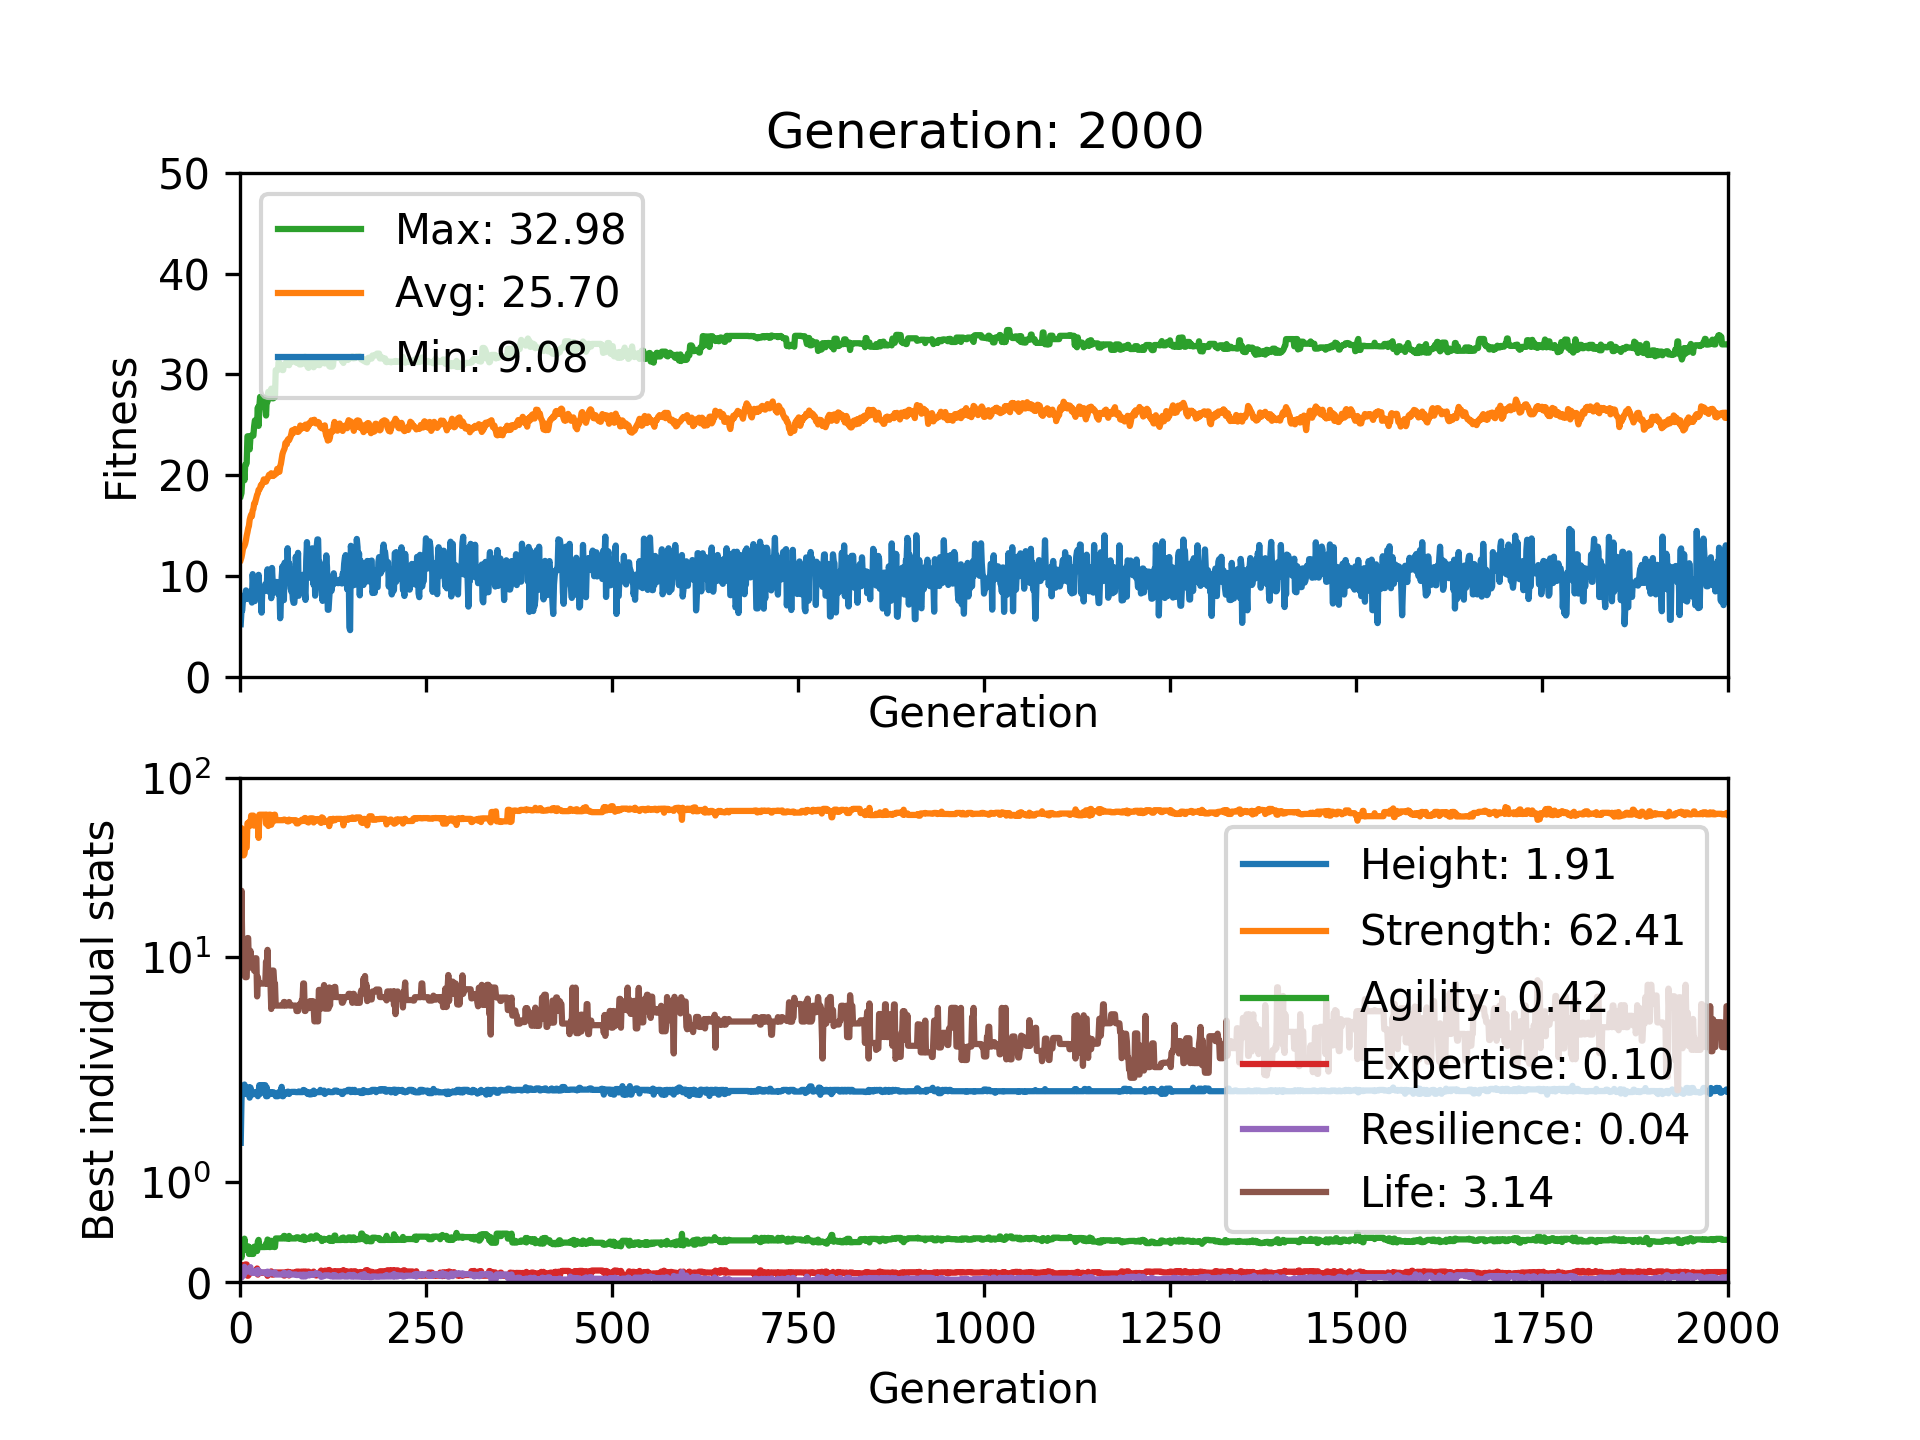 Generation: 2000
50
40
30
20
10
0
Fitness
Max: 32.98
Avg: 25.70
Min: 9.08
Generation
10²
10¹
10⁰
0
Best individual stats
Height: 1.91
Strength: 62.41
Agility: 0.42
Expertise: 0.10
Resilience: 0.04
Life: 3.14
0 250 500 750 1000 1250 1500 1750 2000
Generation